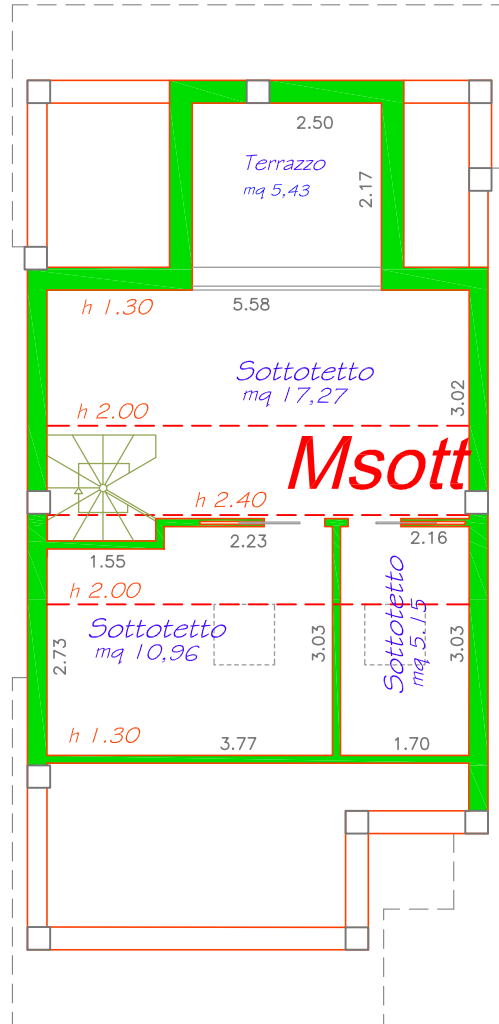 2.50
Terrazzo
mq 5,43
2.17
h 1.30
5.58
Sottotetto
mq 17,27
3.02
h 2.00
Msott
h 2.40
2.23
2.16
1.55
h 2.00
Sottotetto
mq 10,96
2.73
3.03
Sottotetto
mq 5.15
3.03
h 1.30
3.77
1.70